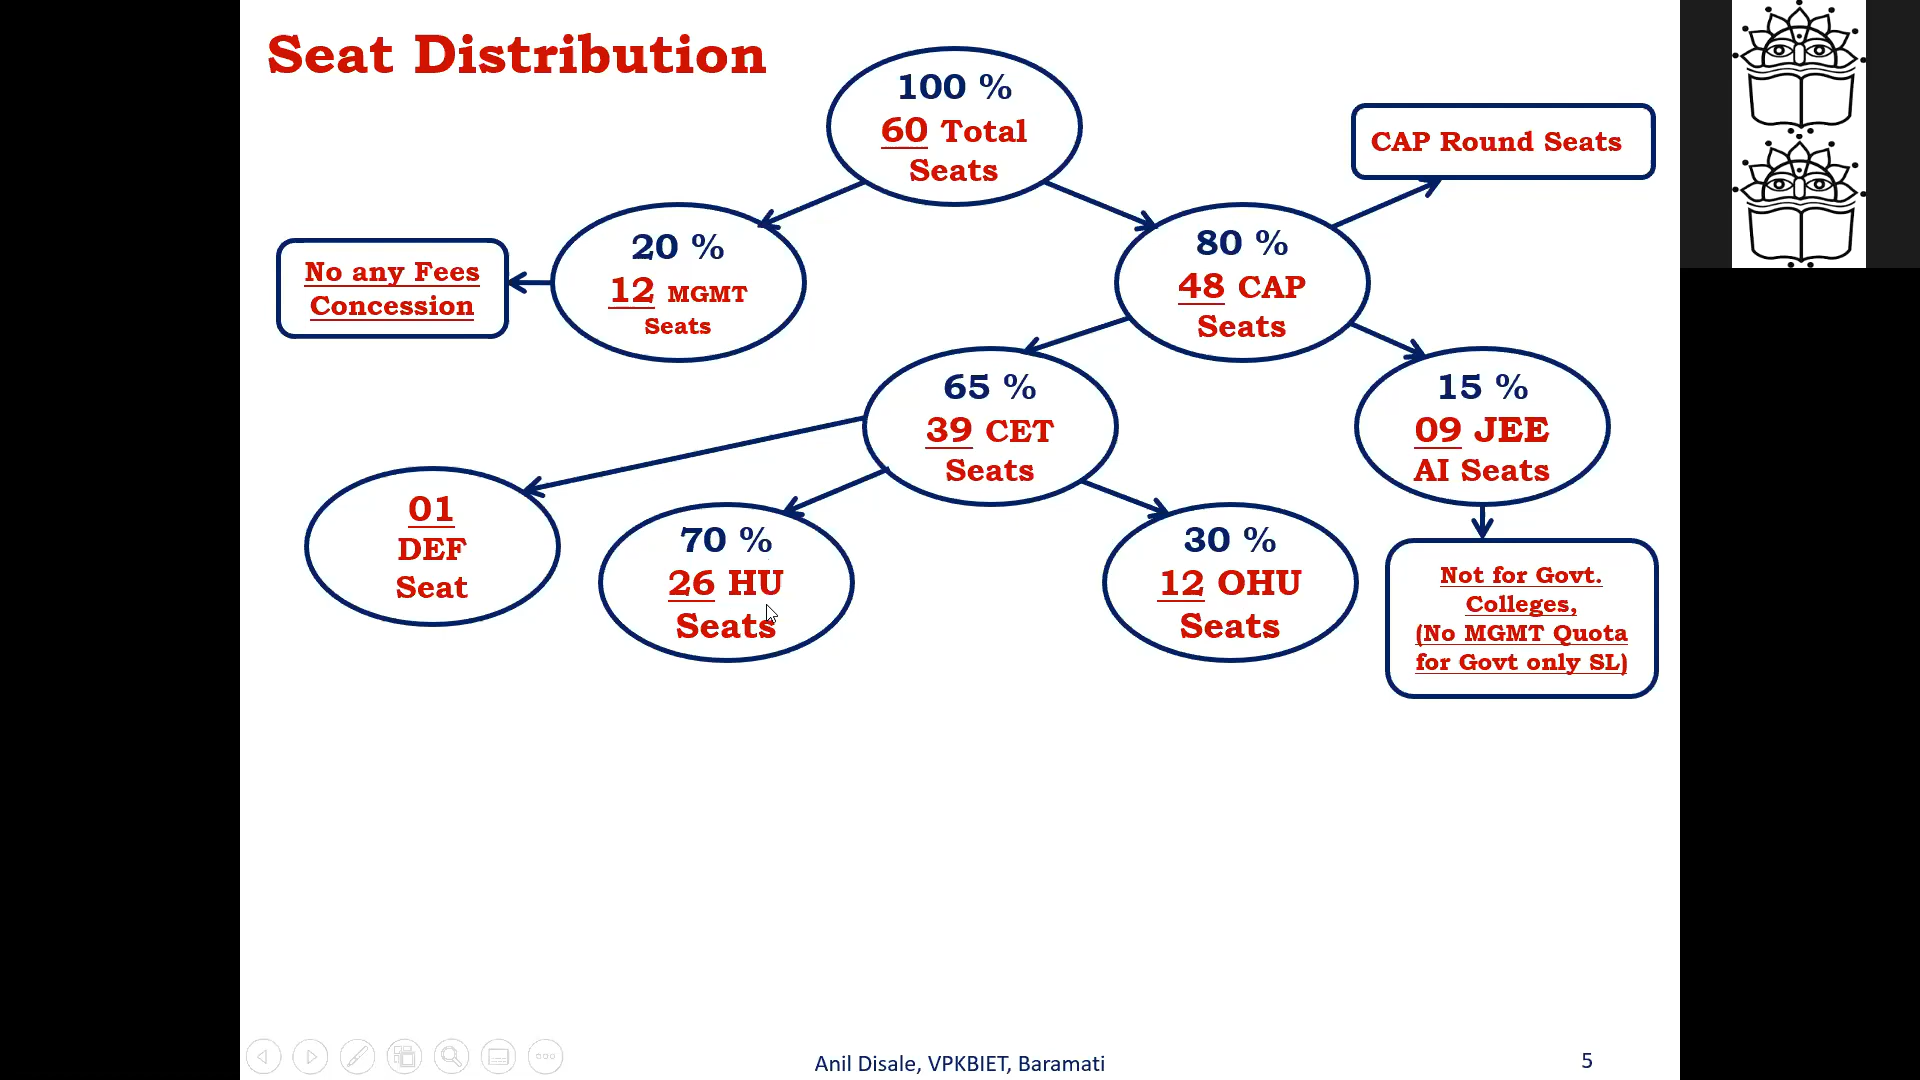 Seat Distribution
100 %
60 Total
Seats
CAP Round Seats
No any Fees
Concession
20 %
12 MGMT
Seats
80 %
48 CAP
Seats
65 %
39 CET
Seats
15 %
09 JEE
AI Seats
01
DEF
Seat
70 %
26 HU
Seats
30 %
12 OHU
Seats
Not for Govt.
Colleges,
(No MGMT Quota
for Govt only SL)
Anil Disale, VPKBIET, Baramati
5